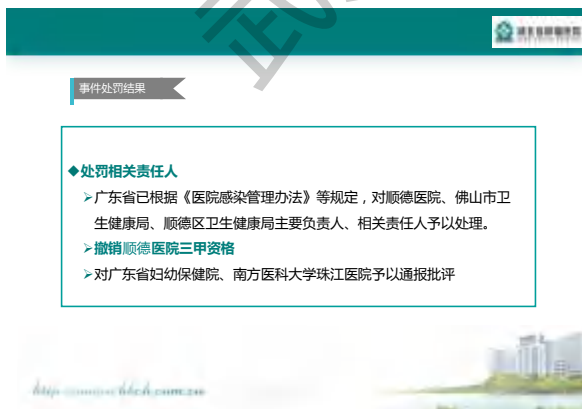 事件处罚结果
◆处罚相关责任人
➢广东省已根据《医院感染管理办法》等规定，对顺德医院、佛山市卫
生健康局、顺德区卫生健康局主要负责人、相关责任人予以处理。
➢撤销顺德医院三甲资格
➢对广东省妇幼保健院、南方医科大学珠江医院予以通报批评